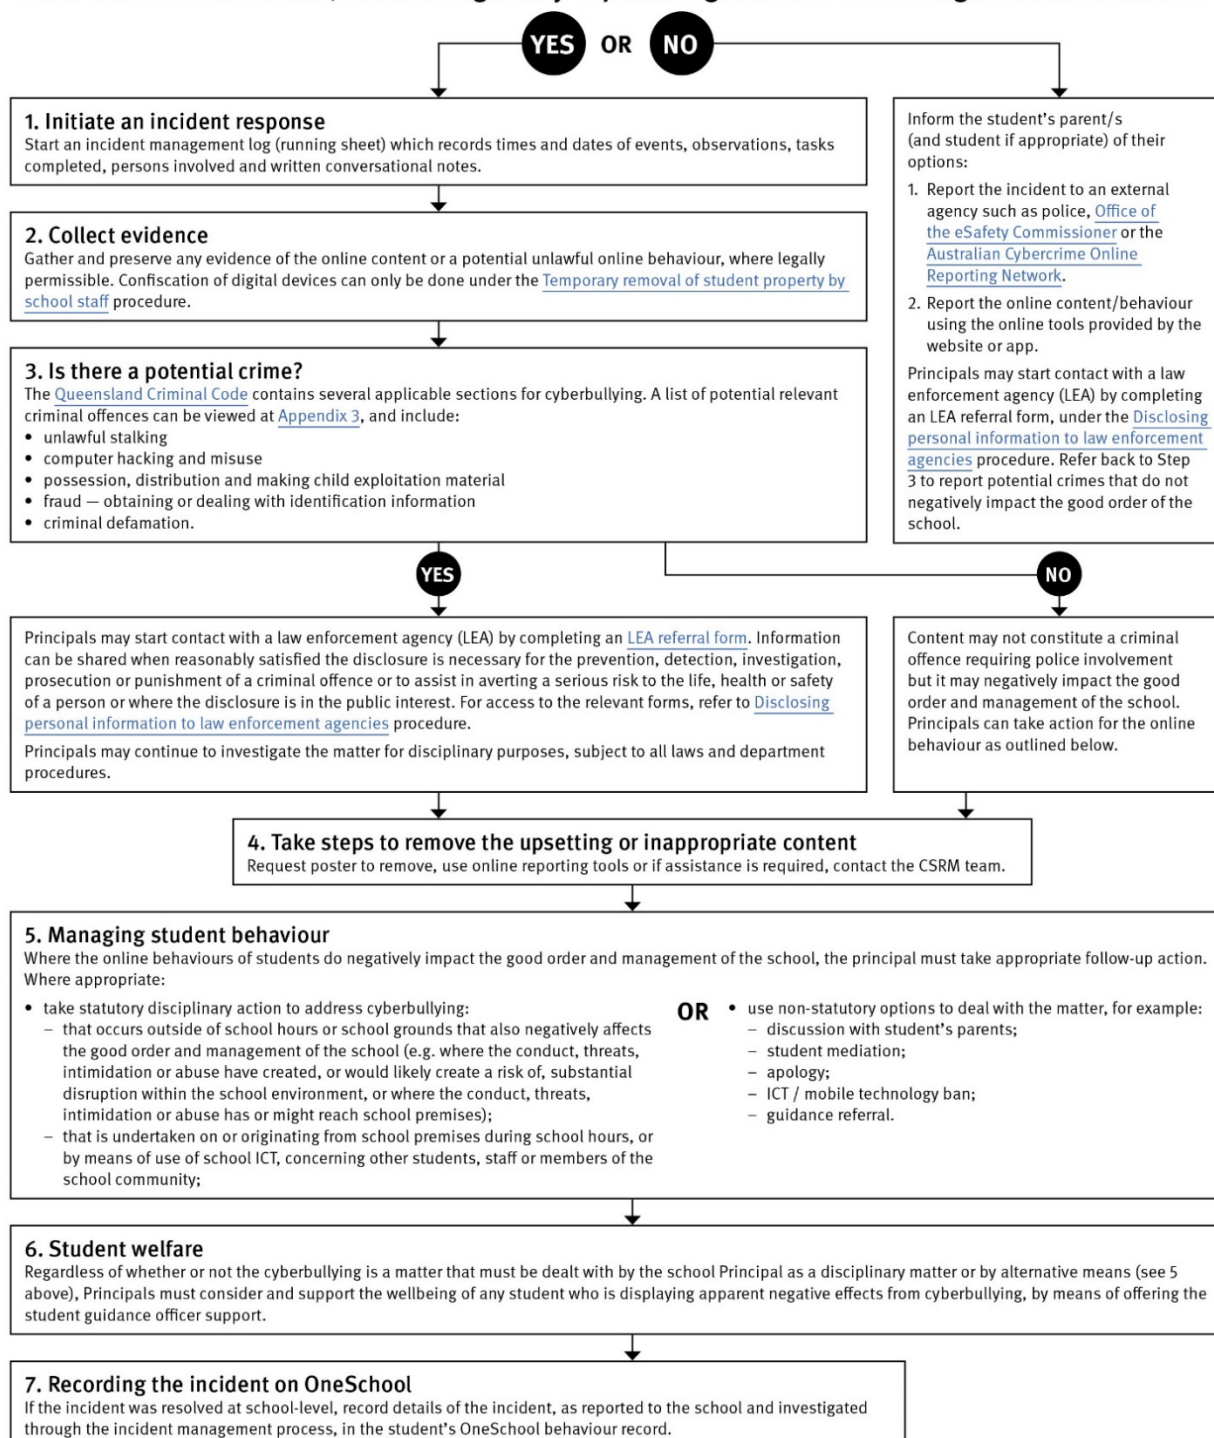 YES OR NO
1. Initiate an incident response
Start an incident management log (running sheet) which records times and dates of events, observations, tasks
completed, persons involved and written conversational notes.
2. Collect evidence
Gather and preserve any evidence of the online content or a potential unlawful online behaviour, where legally
permissible. Confiscation of digital devices can only be done under the Temporary removal of student property by
school staff procedure.
3. Is there a potential crime?
The Queensland Criminal Code contains several applicable sections for cyberbullying. A list of potential relevant
criminal offences can be viewed at Appendix 3, and include:
• unlawful stalking
• computer hacking and misuse
• possession, distribution and making child exploitation material
• fraud — obtaining or dealing with identification information
• criminal defamation.
Inform the student's parent/s
(and student if appropriate) of their
options:
1. Report the incident to an external
agency such as police, Office of
the eSafety Commissioner or the
Australian Cybercrime Online
Reporting Network.
2. Report the online content/behaviour
using the online tools provided by the
website or app.
Principals may start contact with a law
enforcement agency (LEA) by completing
an LEA referral form, under the Disclosing
personal information to law enforcement
agencies procedure. Refer back to Step
3 to report potential crimes that do not
negatively impact the good order of the
school.
YES
NO
Principals may start contact with a law enforcement agency (LEA) by completing an LEA referral form. Information
can be shared when reasonably satisfied the disclosure is necessary for the prevention, detection, investigation,
prosecution or punishment of a criminal offence or to assist in averting a serious risk to the life, health or safety
of a person or where the disclosure is in the public interest. For access to the relevant forms, refer to Disclosing
personal information to law enforcement agencies procedure.
Principals may continue to investigate the matter for disciplinary purposes, subject to all laws and department
procedures.
Content may not constitute a criminal
offence requiring police involvement
but it may negatively impact the good
order and management of the school.
Principals can take action for the online
behaviour as outlined below.
4. Take steps to remove the upsetting or inappropriate content
Request poster to remove, use online reporting tools or if assistance is required, contact the CSRM team.
5. Managing student behaviour
Where the online behaviours of students do negatively impact the good order and management of the school, the principal must take appropriate follow-up action.
Where appropriate:
• take statutory disciplinary action to address cyberbullying:
– that occurs outside of school hours or school grounds that also negatively affects
the good order and management of the school (e.g. where the conduct, threats,
intimidation or abuse have created, or would likely create a risk of, substantial
disruption within the school environment, or where the conduct, threats,
intimidation or abuse has or might reach school premises);
– that is undertaken on or originating from school premises during school hours, or
by means of use of school ICT, concerning other students, staff or members of the
school community;
OR
• use non-statutory options to deal with the matter, for example:
– discussion with student's parents;
– student mediation;
– apology;
– ICT / mobile technology ban;
– guidance referral.
6. Student welfare
Regardless of whether or not the cyberbullying is a matter that must be dealt with by the school Principal as a disciplinary matter or by alternative means (see 5
above), Principals must consider and support the wellbeing of any student who is displaying apparent negative effects from cyberbullying, by means of offering the
student guidance officer support.
7. Recording the incident on OneSchool
If the incident was resolved at school-level, record details of the incident, as reported to the school and investigated
through the incident management process, in the student's OneSchool behaviour record.